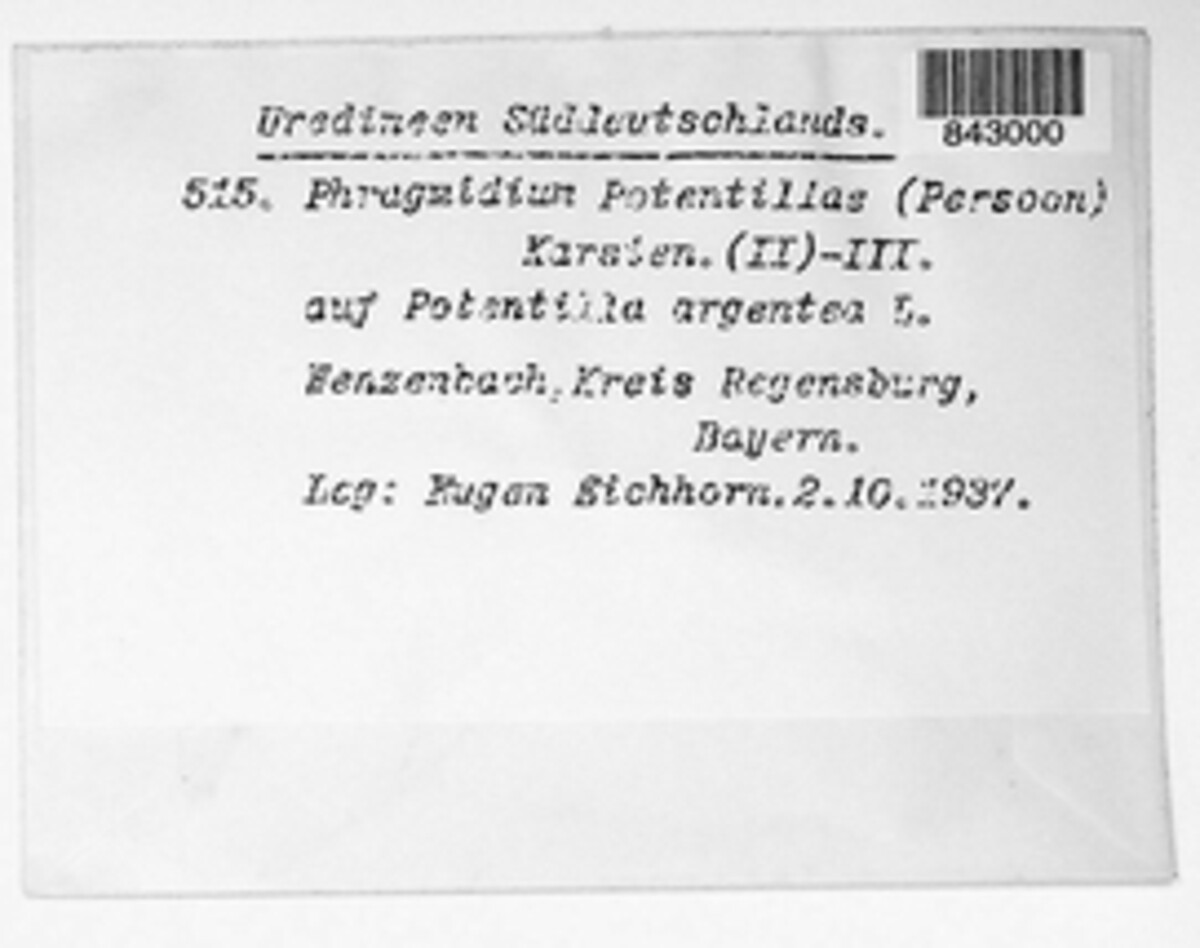 843000
Uredineen Süddeutschlands.
515. Phragmidium Potentillae (Persoon)
Karsten. (II)-III.
auf Potentilla argentea L.
Wenzenbach, Kreis Regensburg,
Bayern.
Leg: Eugen Eichhorn. 2.10.1937.